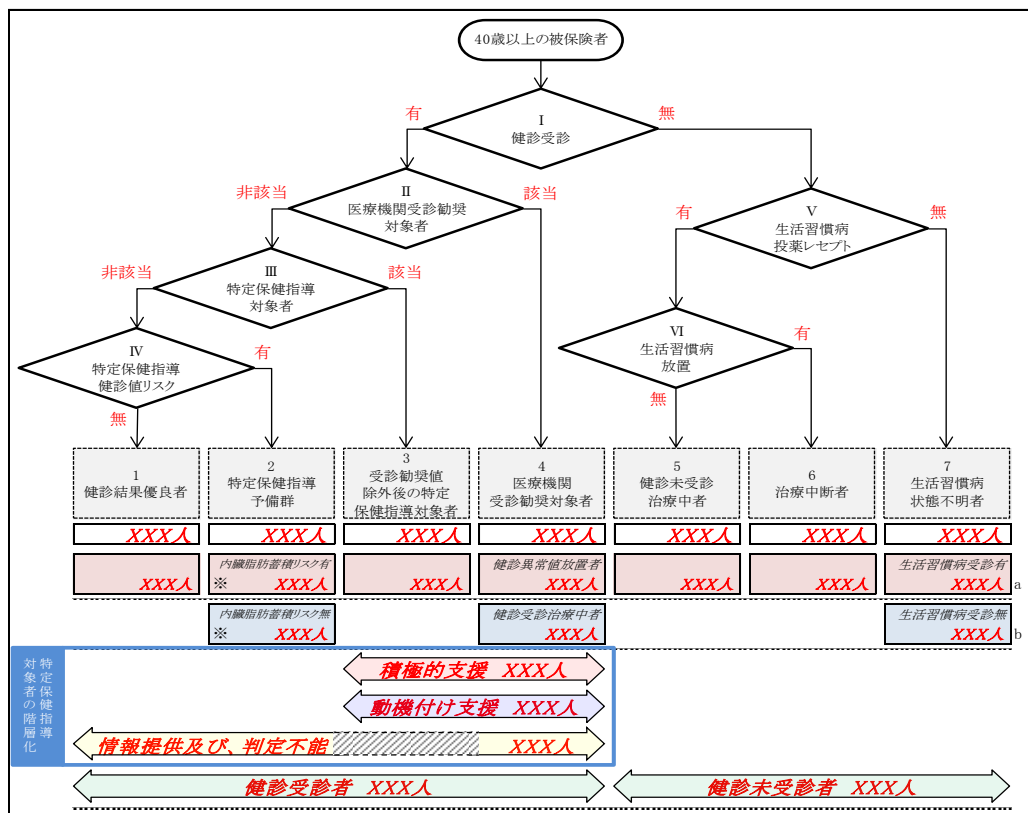 40歳以上の被保険者
Ⅰ
健診受診
有
無
Ⅱ
医療機関受診勧奨
対象者
非該当
該当
Ⅴ
生活習慣病
投薬レセプト
有
無
Ⅲ
特定保健指導
対象者
非該当
該当
Ⅵ
生活習慣病
放置
有
無
Ⅳ
特定保健指導
健診値リスク
有
無
1
健診結果優良者
2
特定保健指導
予備群
3
受診勧奨値
除外後の特定
保健指導対象者
4
医療機関
受診勧奨対象者
5
健診未受診
治療中者
6
治療中断者
7
生活習慣病
状態不明者
XXX人
XXX人
XXX人
XXX人
XXX人
XXX人
XXX人
XXX人
内臓脂肪蓄積リスク有
※ XXX人
XXX人
健診異常値放置者
XXX人
XXX人
XXX人
生活習慣病受診有
XXX人
a
内臓脂肪蓄積リスク無
※ XXX人
健診受診治療中者
XXX人
生活習慣病受診無
XXX人
b
特定保健指導
対象者の階層化
積極的支援 XXX人
動機付け支援 XXX人
情報提供及び、判定不能 XXX人
健診受診者 XXX人
健診未受診者 XXX人